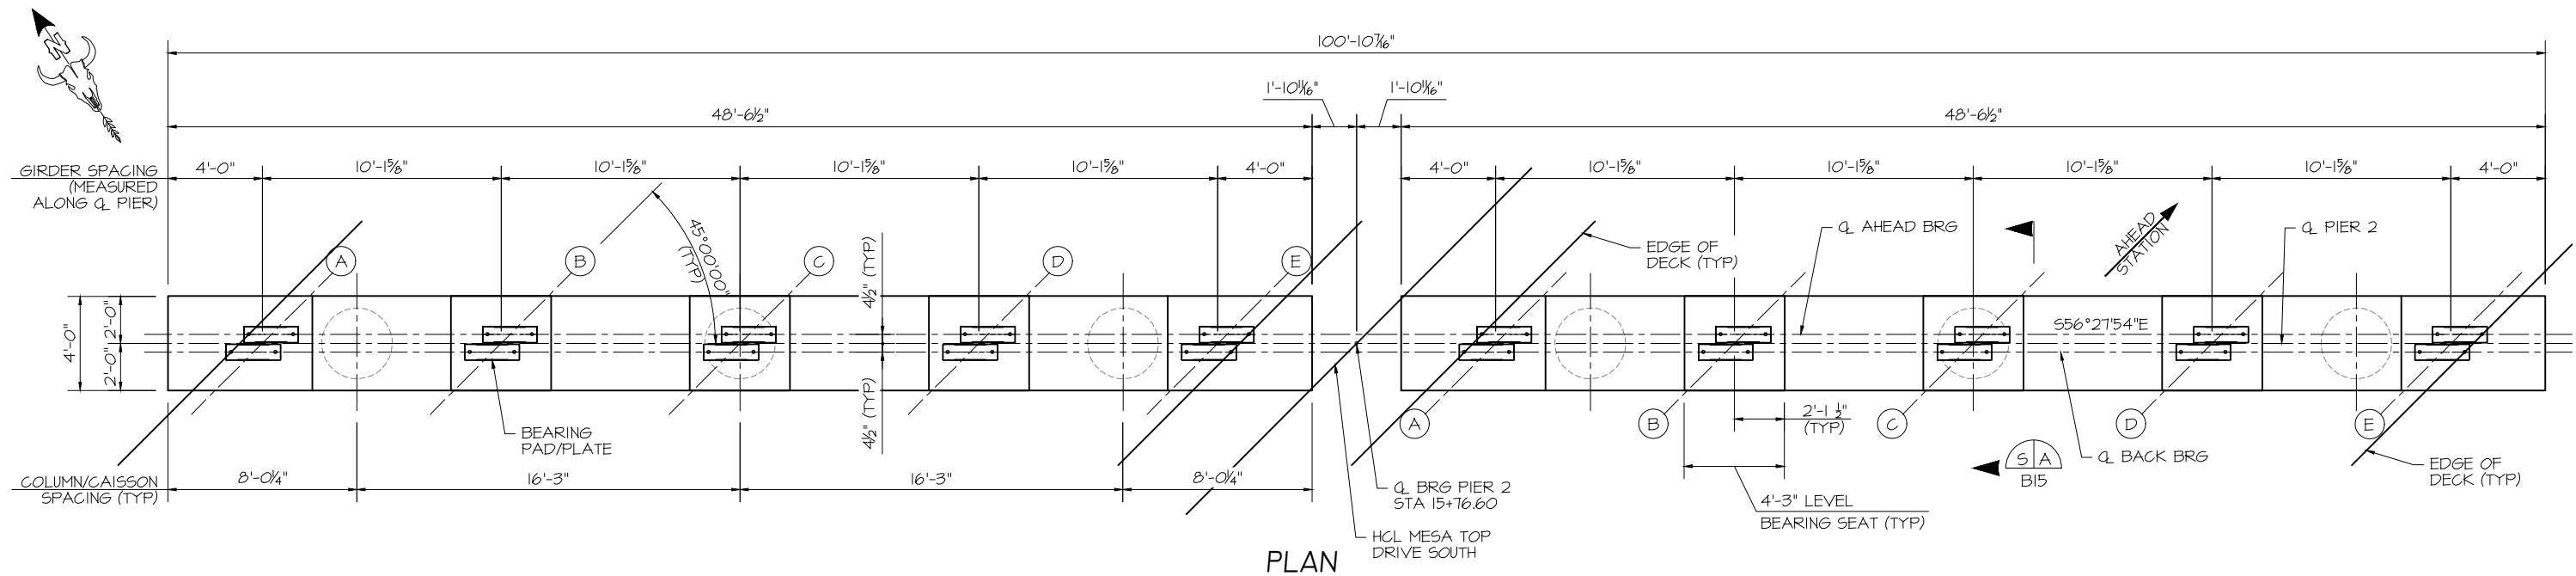 N
100'-10 7/16"
1'-10 11/16"
1'-10 11/16"
48'-6 1/2"
48'-6 1/2"
GIRDER SPACING
(MEASURED
ALONG ℄ PIER)
4'-0"
10'-1 5/8"
10'-1 5/8"
10'-1 5/8"
10'-1 5/8"
4'-0"
4'-0"
10'-1 5/8"
10'-1 5/8"
10'-1 5/8"
10'-1 5/8"
4'-0"
45°00'00"
(TYP)
A
B
C
D
E
4 1/2" (TYP)
EDGE OF
DECK (TYP)
℄ AHEAD BRG
AHEAD
STATION
℄ PIER 2
4'-0"
2'-0"
2'-0"
S56°27'54"E
4 1/2" (TYP)
BEARING
PAD/PLATE
A
B
C
D
E
2'-1 1/2"
(TYP)
S A
B15
℄ BACK BRG
EDGE OF
DECK (TYP)
COLUMN/CAISSON
SPACING (TYP)
8'-0 1/4"
16'-3"
16'-3"
8'-0 1/4"
℄ BRG PIER 2
STA 15+76.60
4'-3" LEVEL
BEARING SEAT (TYP)
HCL MESA TOP
DRIVE SOUTH
PLAN